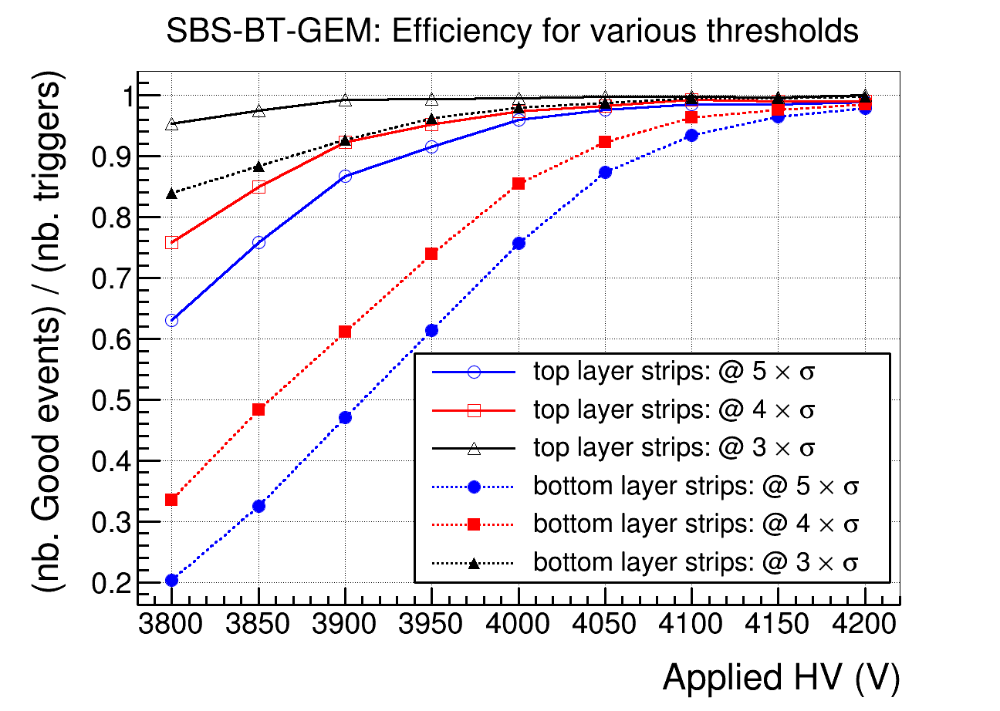 SBS-BT-GEM: Efficiency for various thresholds
(nb. Good events) / (nb. triggers)
1
0.9
0.8
0.7
0.6
0.5
0.4
0.3
0.2
top layer strips: @ 5 × σ
top layer strips: @ 4 × σ
top layer strips: @ 3 × σ
bottom layer strips: @ 5 × σ
bottom layer strips: @ 4 × σ
bottom layer strips: @ 3 × σ
3800 3850 3900 3950 4000 4050 4100 4150 4200
Applied HV (V)